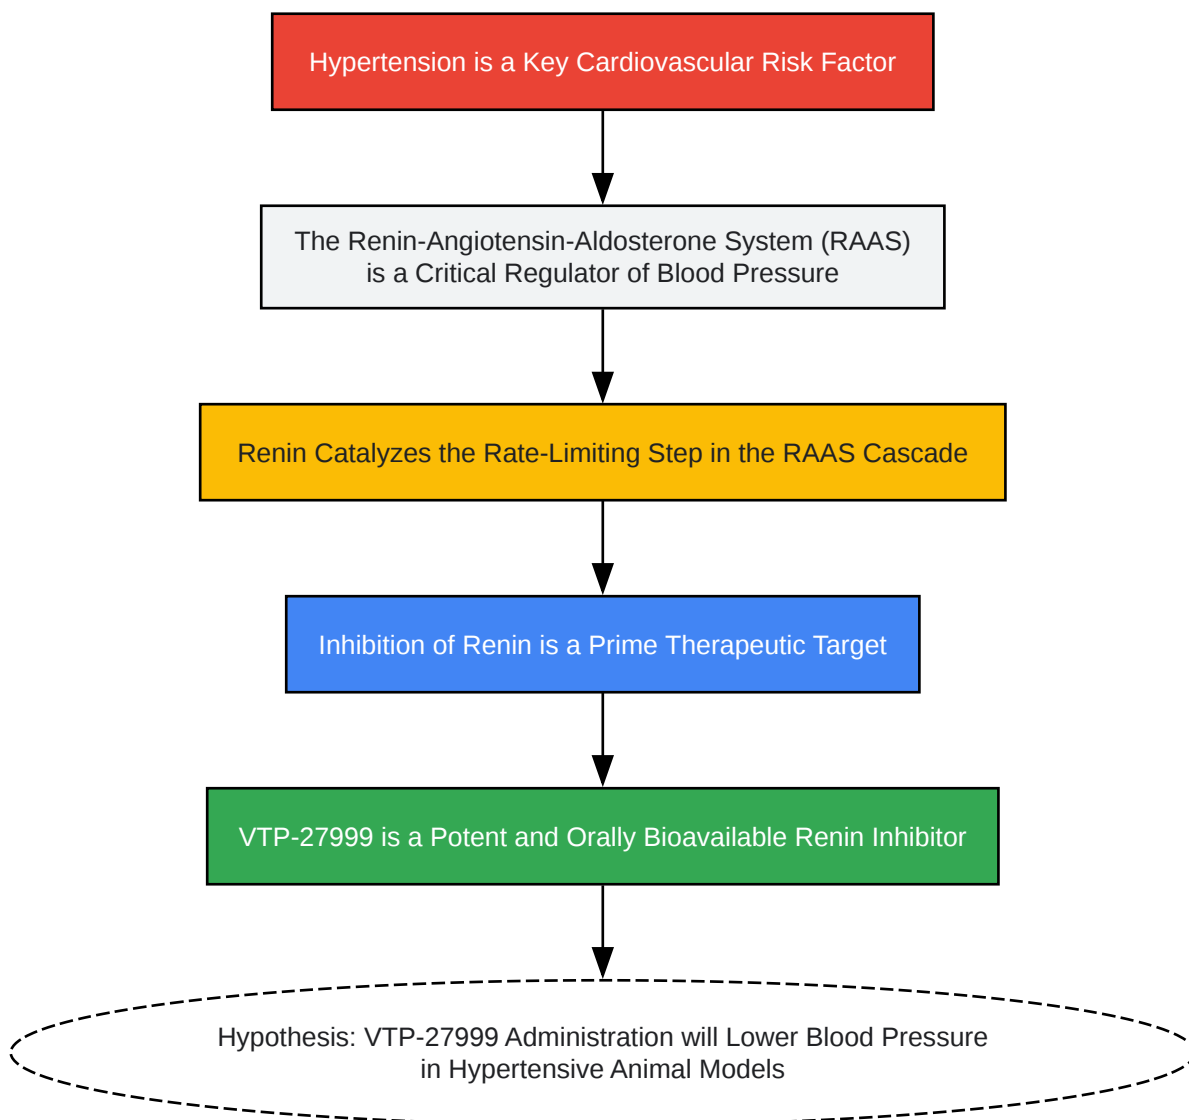 Hypertension is a Key Cardiovascular Risk Factor
The Renin-Angiotensin-Aldosterone System (RAAS)
is a Critical Regulator of Blood Pressure
Renin Catalyzes the Rate-Limiting Step in the RAAS Cascade
Inhibition of Renin is a Prime Therapeutic Target
VTP-27999 is a Potent and Orally Bioavailable Renin Inhibitor
Hypothesis: VTP-27999 Administration will Lower Blood Pressure
in Hypertensive Animal Models